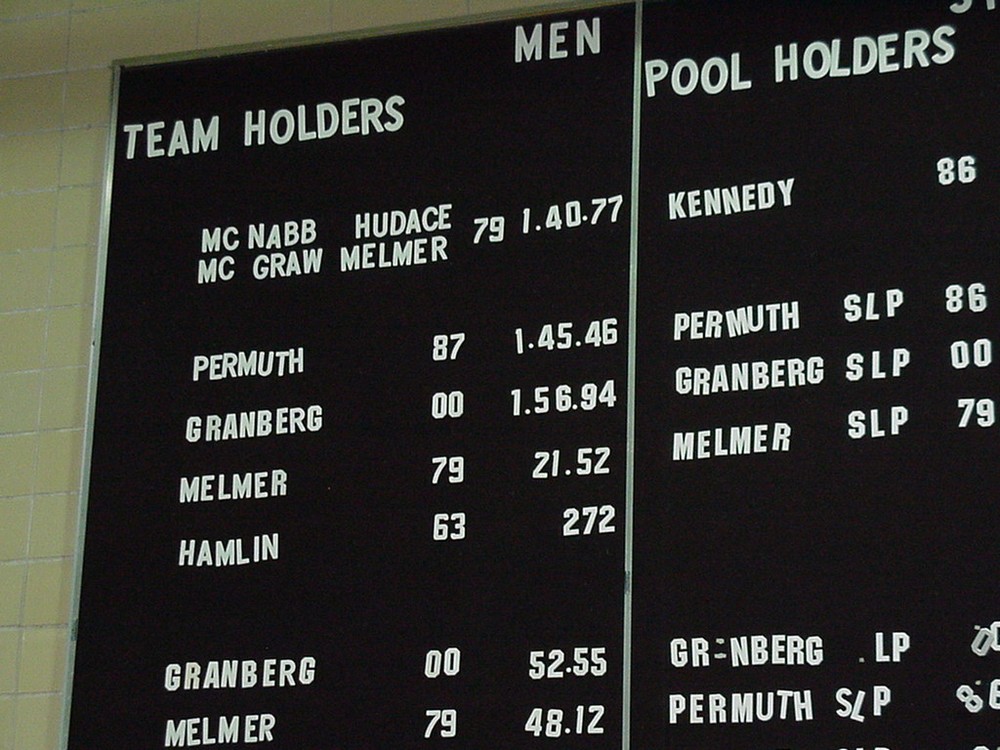 MEN
TEAM HOLDERS
MC NABB HUDACE 79 1.40.77
MC GRAW MELMER
PERMUTH 87 1.45.46
GRANBERG 00 1.56.94
MELMER 79 21.52
HAMLIN 63 272
GRANBERG 00 52.55
MELMER 79 48.12
POOL HOLDERS
KENNEDY 86
PERMUTH SLP 86
GRANBERG SLP 00
MELMER SLP 79
GR-NBERG . LP
PERMUTH SLP